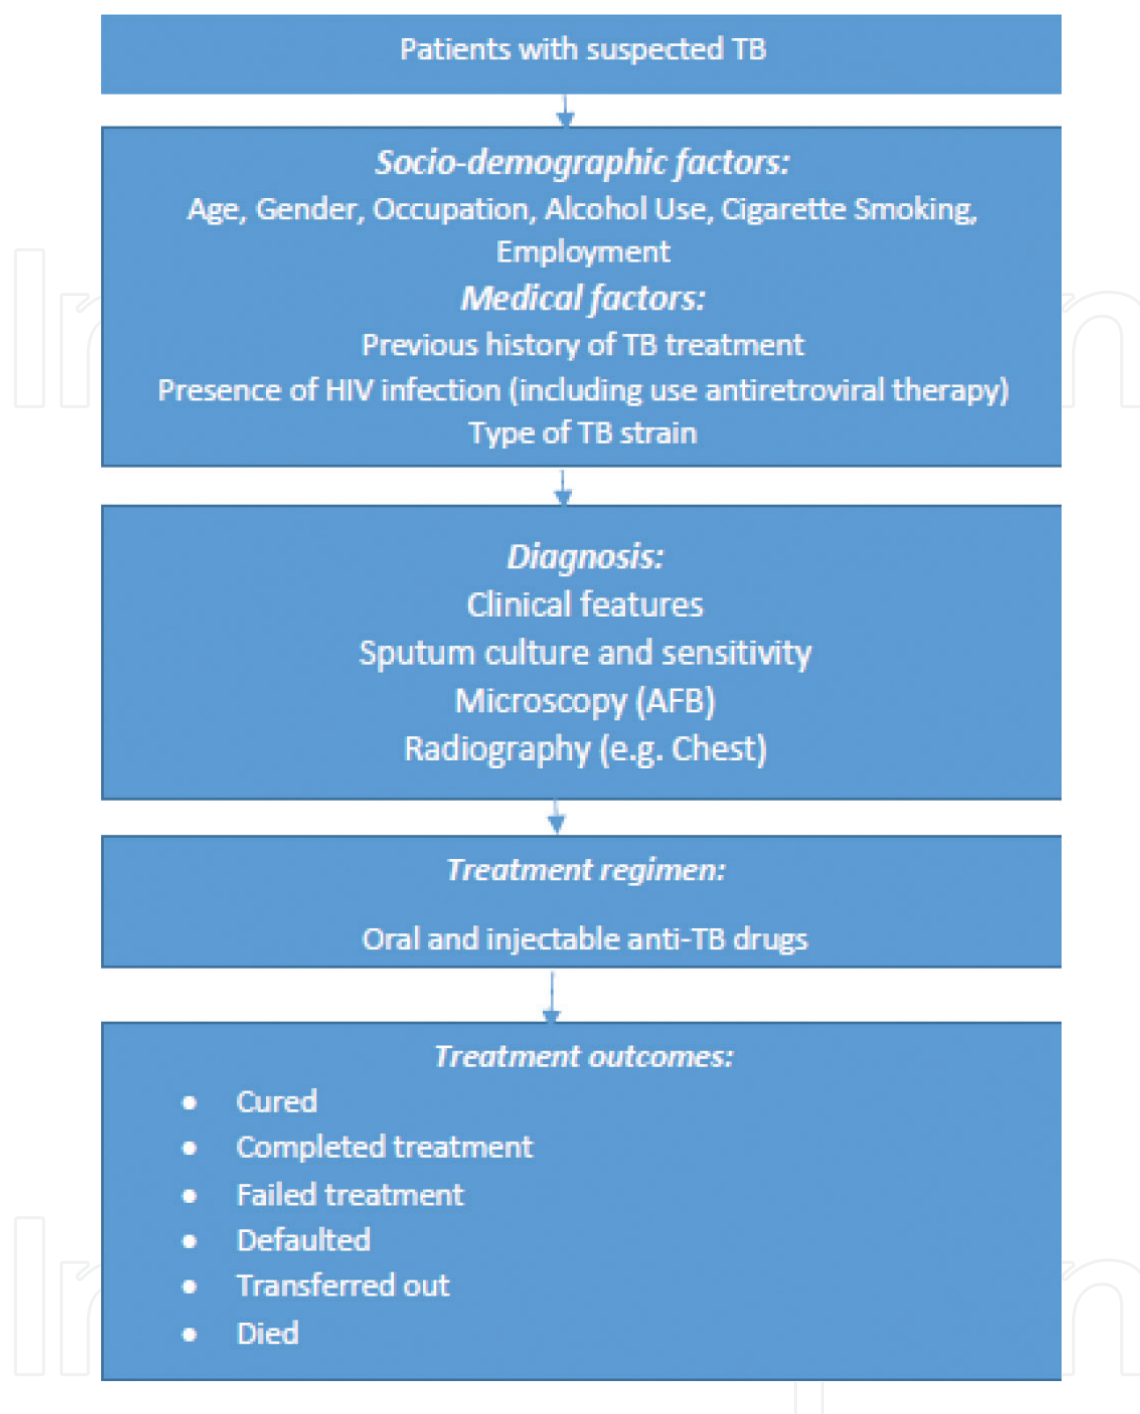 Patients with suspected TB
Socio-demographic factors:
Age, Gender, Occupation, Alcohol Use, Cigarette Smoking,
Employment
Medical factors:
Previous history of TB treatment
Presence of HIV infection (including use antiretroviral therapy)
Type of TB strain
Diagnosis:
Clinical features
Sputum culture and sensitivity
Microscopy (AFB)
Radiography (e.g. Chest)
Treatment regimen:
Oral and injectable anti-TB drugs
Treatment outcomes:
• Cured
• Completed treatment
• Failed treatment
• Defaulted
• Transferred out
• Died